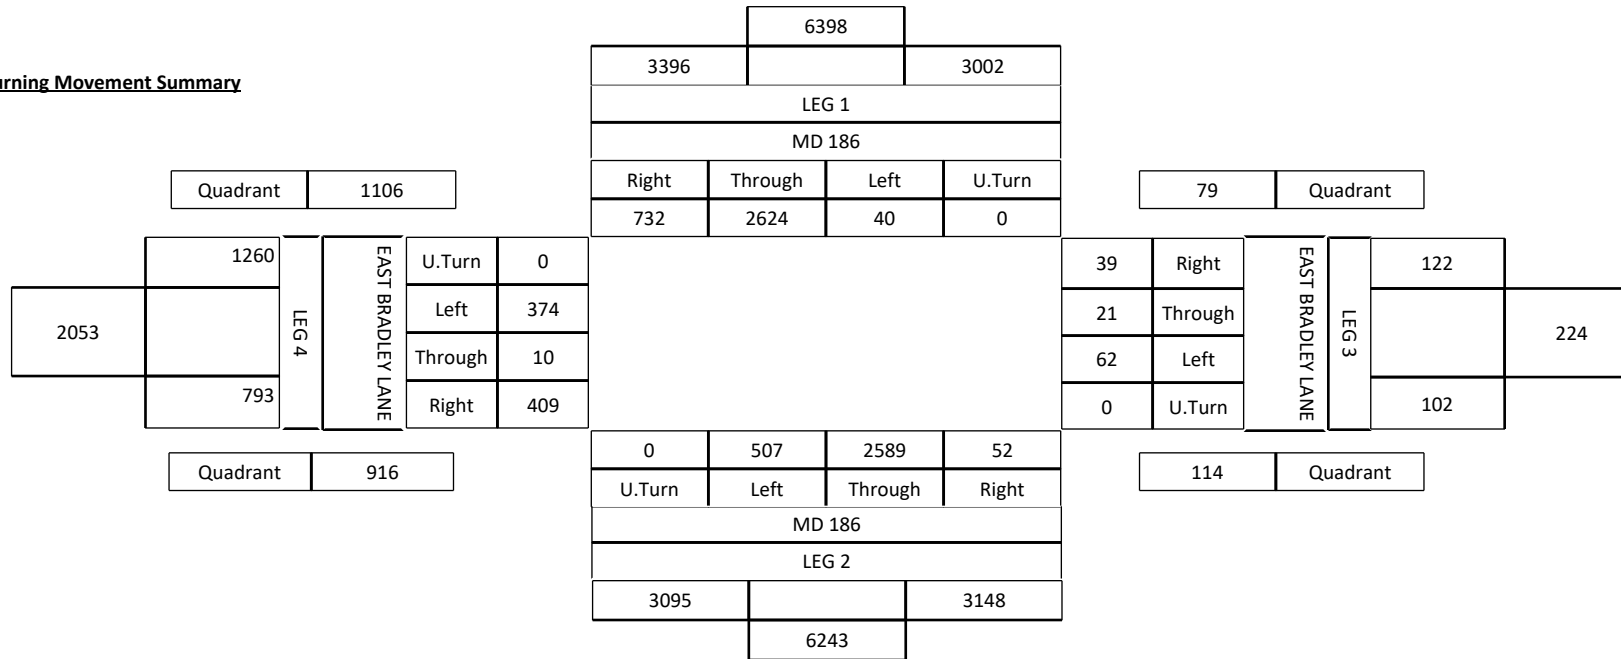 6398
3396 3002
urning Movement Summary
LEG 1
MD 186
Quadrant 1106
Right Through Left U.Turn
79 Quadrant
732 2624 40 0
1260
U.Turn 0
39 Right
122
Left 374
21 Through
2053
LEG 4
EAST BRADLEY LANE
EAST BRADLEY LANE
LEG 3
224
Through 10
62 Left
793
Right 409
0 U.Turn
102
0 507 2589 52
Quadrant 916
U.Turn Left Through Right
114 Quadrant
MD 186
LEG 2
3095 3148
6243